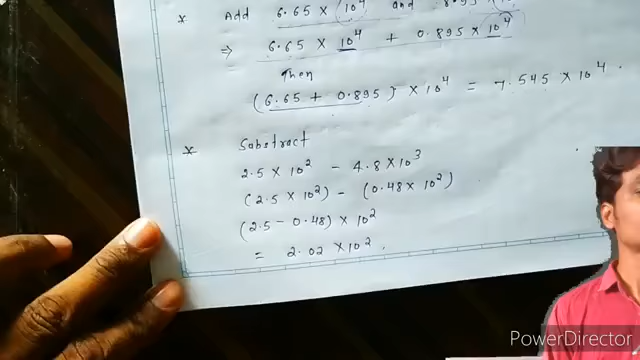 * Add 6.65 × 10⁴ and 8.95 ×
⇒ 6.65 × 10⁴ + 0.895 × 10⁴
Then
(6.65 + 0.895) × 10⁴ = 7.545 × 10⁴.
* Substract
2.5 × 10² - 4.8 × 10³
(2.5 × 10²) - (0.48 × 10²)
(2.5 - 0.48) × 10²
= 2.02 × 10².
PowerDirector